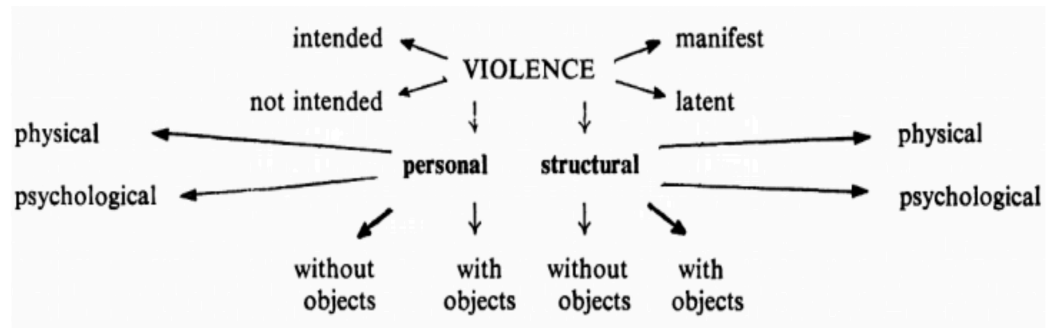 intended
manifest
VIOLENCE
not intended
latent
physical
physical
personal
structural
psychological
psychological
without
objects
with
objects
without
objects
with
objects